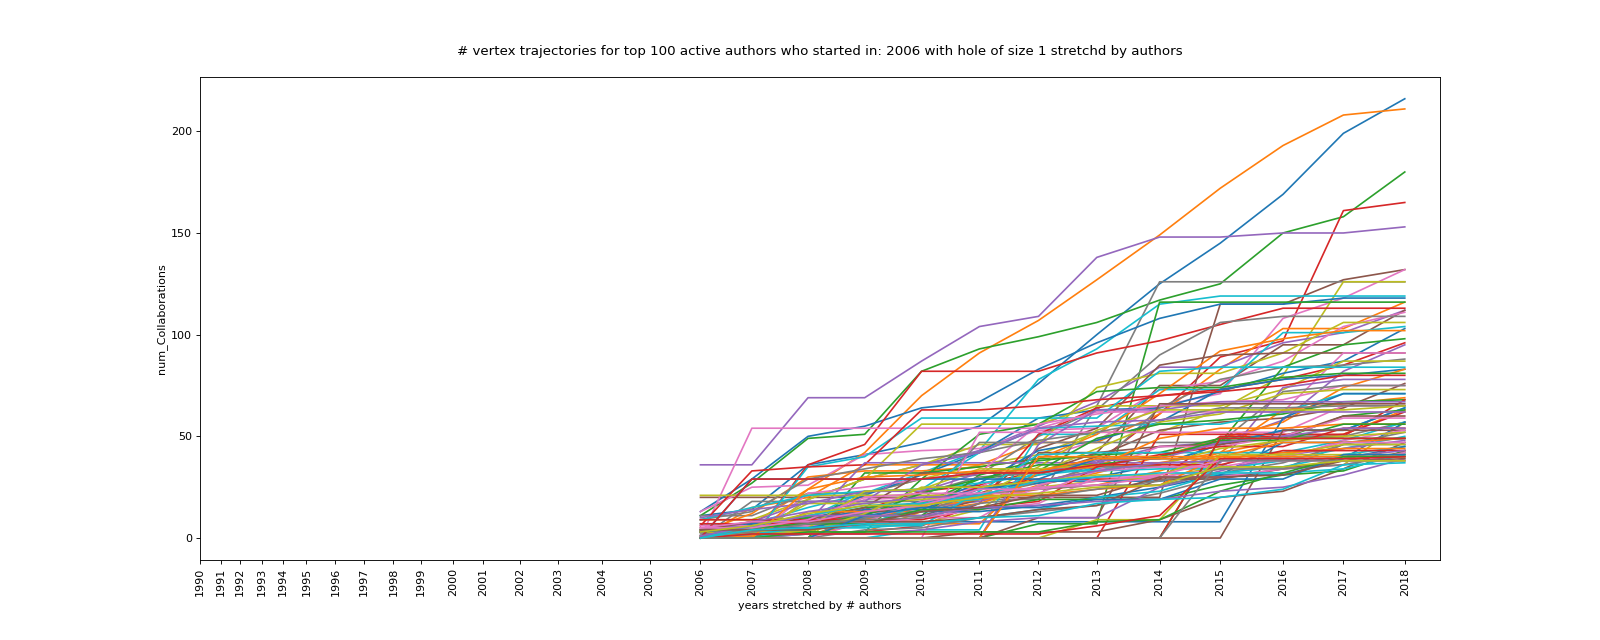 # vertex trajectories for top 100 active authors who started in: 2006 with hole of size 1 stretchd by authors
num_Collaborations
200
150
100
50
0
1990 1991 1992 1993 1994 1995 1996 1997 1998 1999 2000 2001 2002 2003 2004 2005 2006 2007 2008 2009 2010 2011 2012 2013 2014 2015 2016 2017 2018
years stretched by # authors